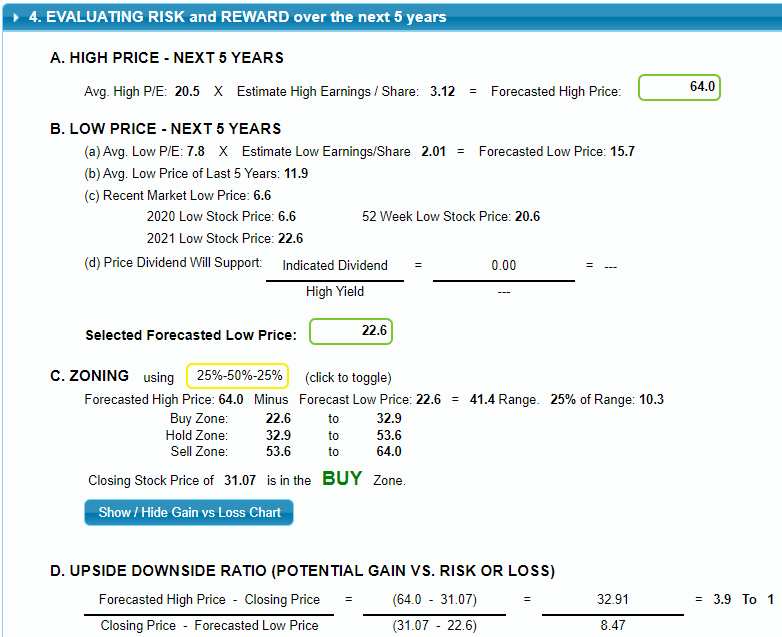 4. EVALUATING RISK and REWARD over the next 5 years
A. HIGH PRICE - NEXT 5 YEARS
Avg. High P/E: 20.5 X Estimate High Earnings / Share: 3.12 = Forecasted High Price: 64.0
B. LOW PRICE - NEXT 5 YEARS
(a) Avg. Low P/E: 7.8 X Estimate Low Earnings/Share 2.01 = Forecasted Low Price: 15.7
(b) Avg. Low Price of Last 5 Years: 11.9
(c) Recent Market Low Price: 6.6
2020 Low Stock Price: 6.6 52 Week Low Stock Price: 20.6
2021 Low Stock Price: 22.6
(d) Price Dividend Will Support: Indicated Dividend = 0.00 = ---
High Yield ---
Selected Forecasted Low Price: 22.6
C. ZONING using 25%-50%-25% (click to toggle)
Forecasted High Price: 64.0 Minus Forecast Low Price: 22.6 = 41.4 Range. 25% of Range: 10.3
Buy Zone: 22.6 to 32.9
Hold Zone: 32.9 to 53.6
Sell Zone: 53.6 to 64.0
Closing Stock Price of 31.07 is in the BUY Zone.
Show / Hide Gain vs Loss Chart
D. UPSIDE DOWNSIDE RATIO (POTENTIAL GAIN VS. RISK OR LOSS)
Forecasted High Price - Closing Price = (64.0 - 31.07) = 32.91 = 3.9 To 1
Closing Price - Forecasted Low Price (31.07 - 22.6) 8.47